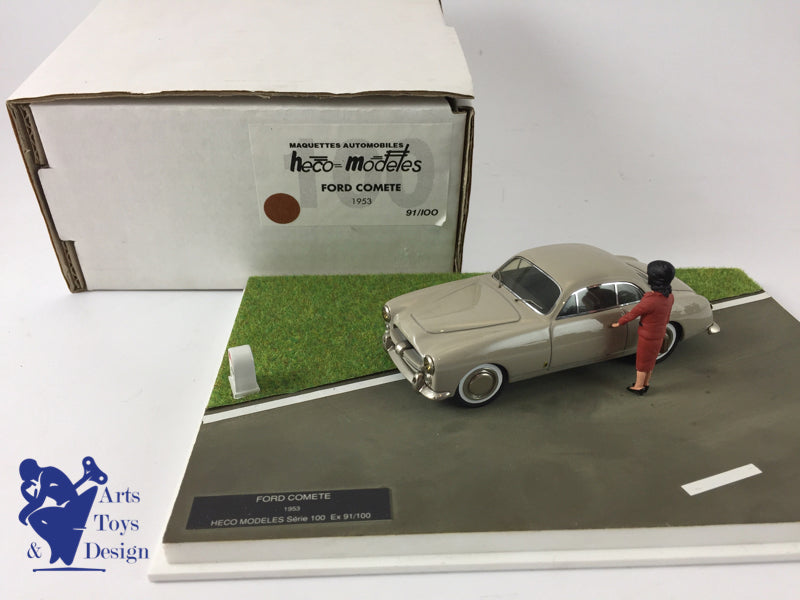 100
MAQUETTES AUTOMOBILES
heco-modeles
FORD COMETE
1953
91/100
FORD COMETE
1953
HECO MODELES Série 100 Ex 91/100
Arts
Toys
& Design